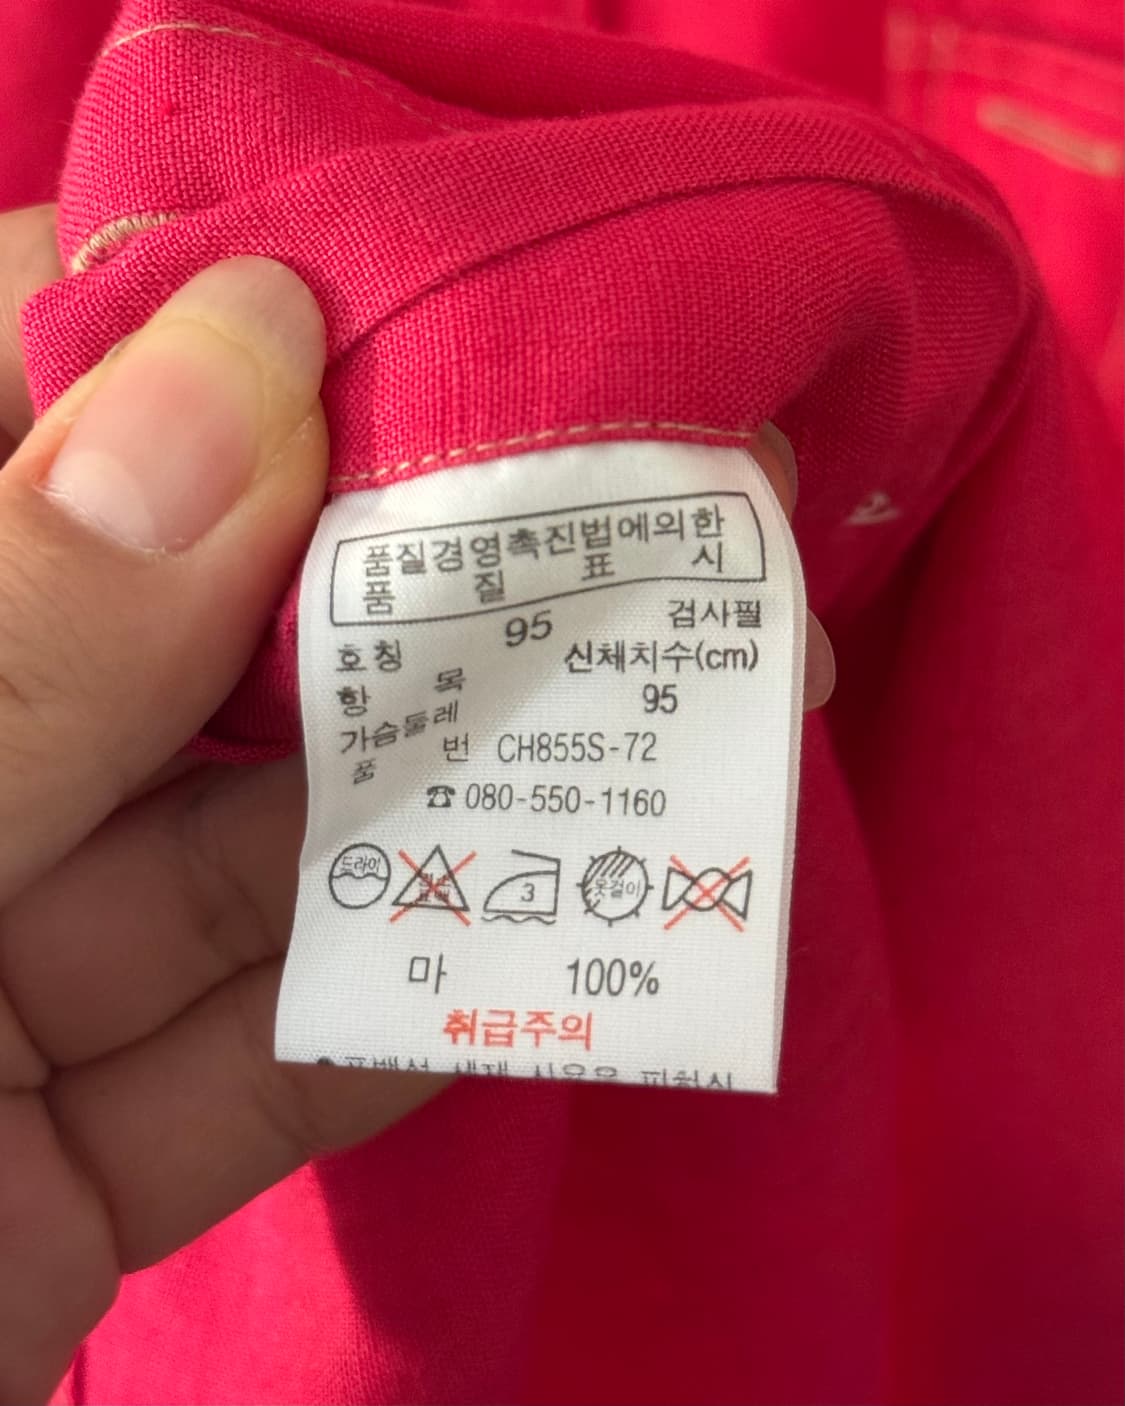 품질경영촉진법에의한
품 질 표 시
검사필
호칭 95
신체치수(cm)
항 목
가슴둘레 95
품 번 CH855S-72
☎ 080-550-1160
드라이
3
옷걸이
마 100%
취급주의